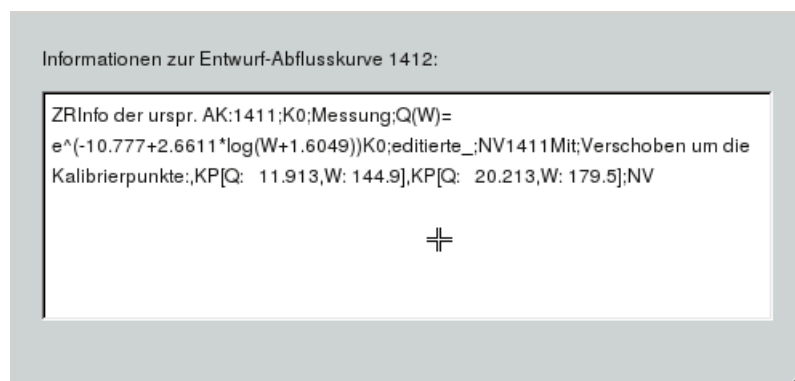 Informationen zur Entwurf-Abflusskurve 1412:
ZRInfo der urspr. AK:1411;K0;Messung;Q(W)=
e^(-10.777+2.6611*log(W+1.6049))K0;editierte_;NV1411Mit;Verschoben um die
Kalibrierpunkte:,KP[Q:   11.913,W: 144.9],KP[Q:   20.213,W: 179.5];NV